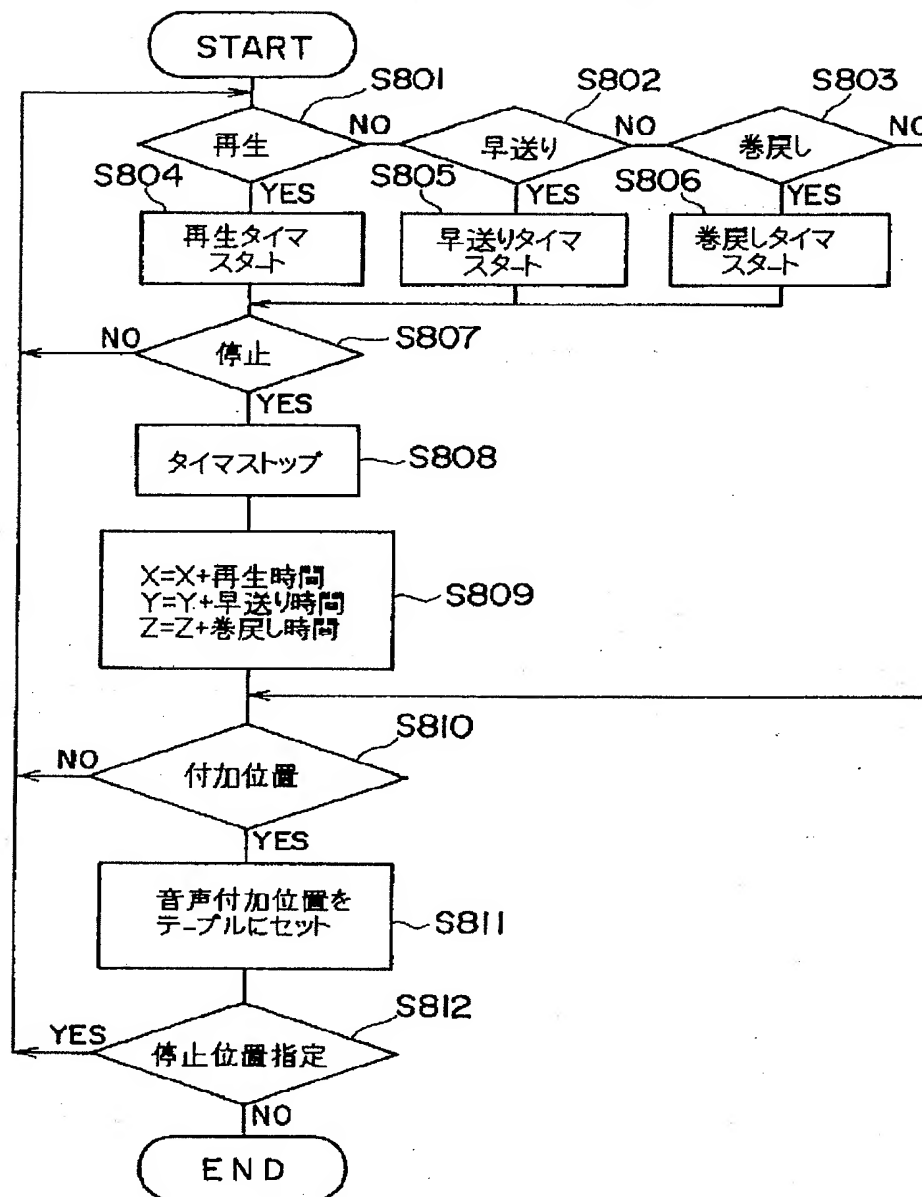 START
S801
S802
S803
再生
NO
早送り
NO
巻戻し
NO
S804
YES
S805
YES
S806
YES
再生タイマ
スタート
早送りタイマ
スタート
巻戻しタイマ
スタート
NO
停止
S807
YES
タイマストップ
S808
X=X+再生時間
Y=Y+早送り時間
Z=Z+巻戻し時間
S809
S810
NO
付加位置
YES
音声付加位置を
テーブルにセット
S811
S812
YES
停止位置指定
NO
END